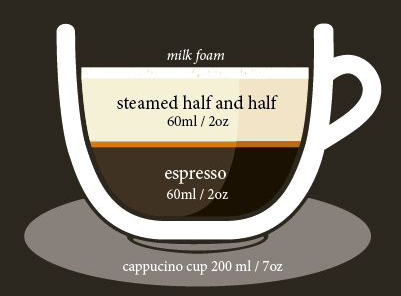 milk foam
steamed half and half
60ml / 2oz
espresso
60ml / 2oz
cappucino cup 200 ml / 7oz